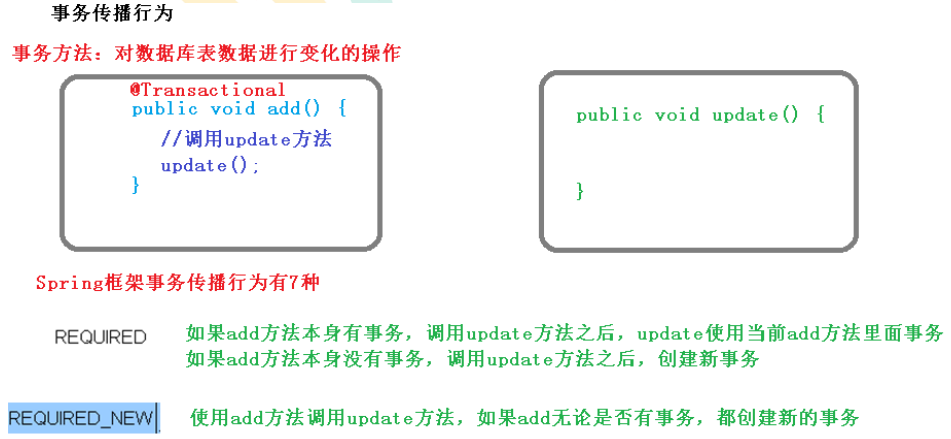 事务传播行为
事务方法：对数据库表数据进行变化的操作
@Transactional
public void add() {
//调用update方法
update();
}
public void update() {
}
Spring框架事务传播行为有7种
REQUIRED
如果add方法本身有事务，调用update方法之后，update使用当前add方法里面事务
如果add方法本身没有事务，调用update方法之后，创建新事务
REQUIRED_NEW
使用add方法调用update方法，如果add无论是否有事务，都创建新的事务